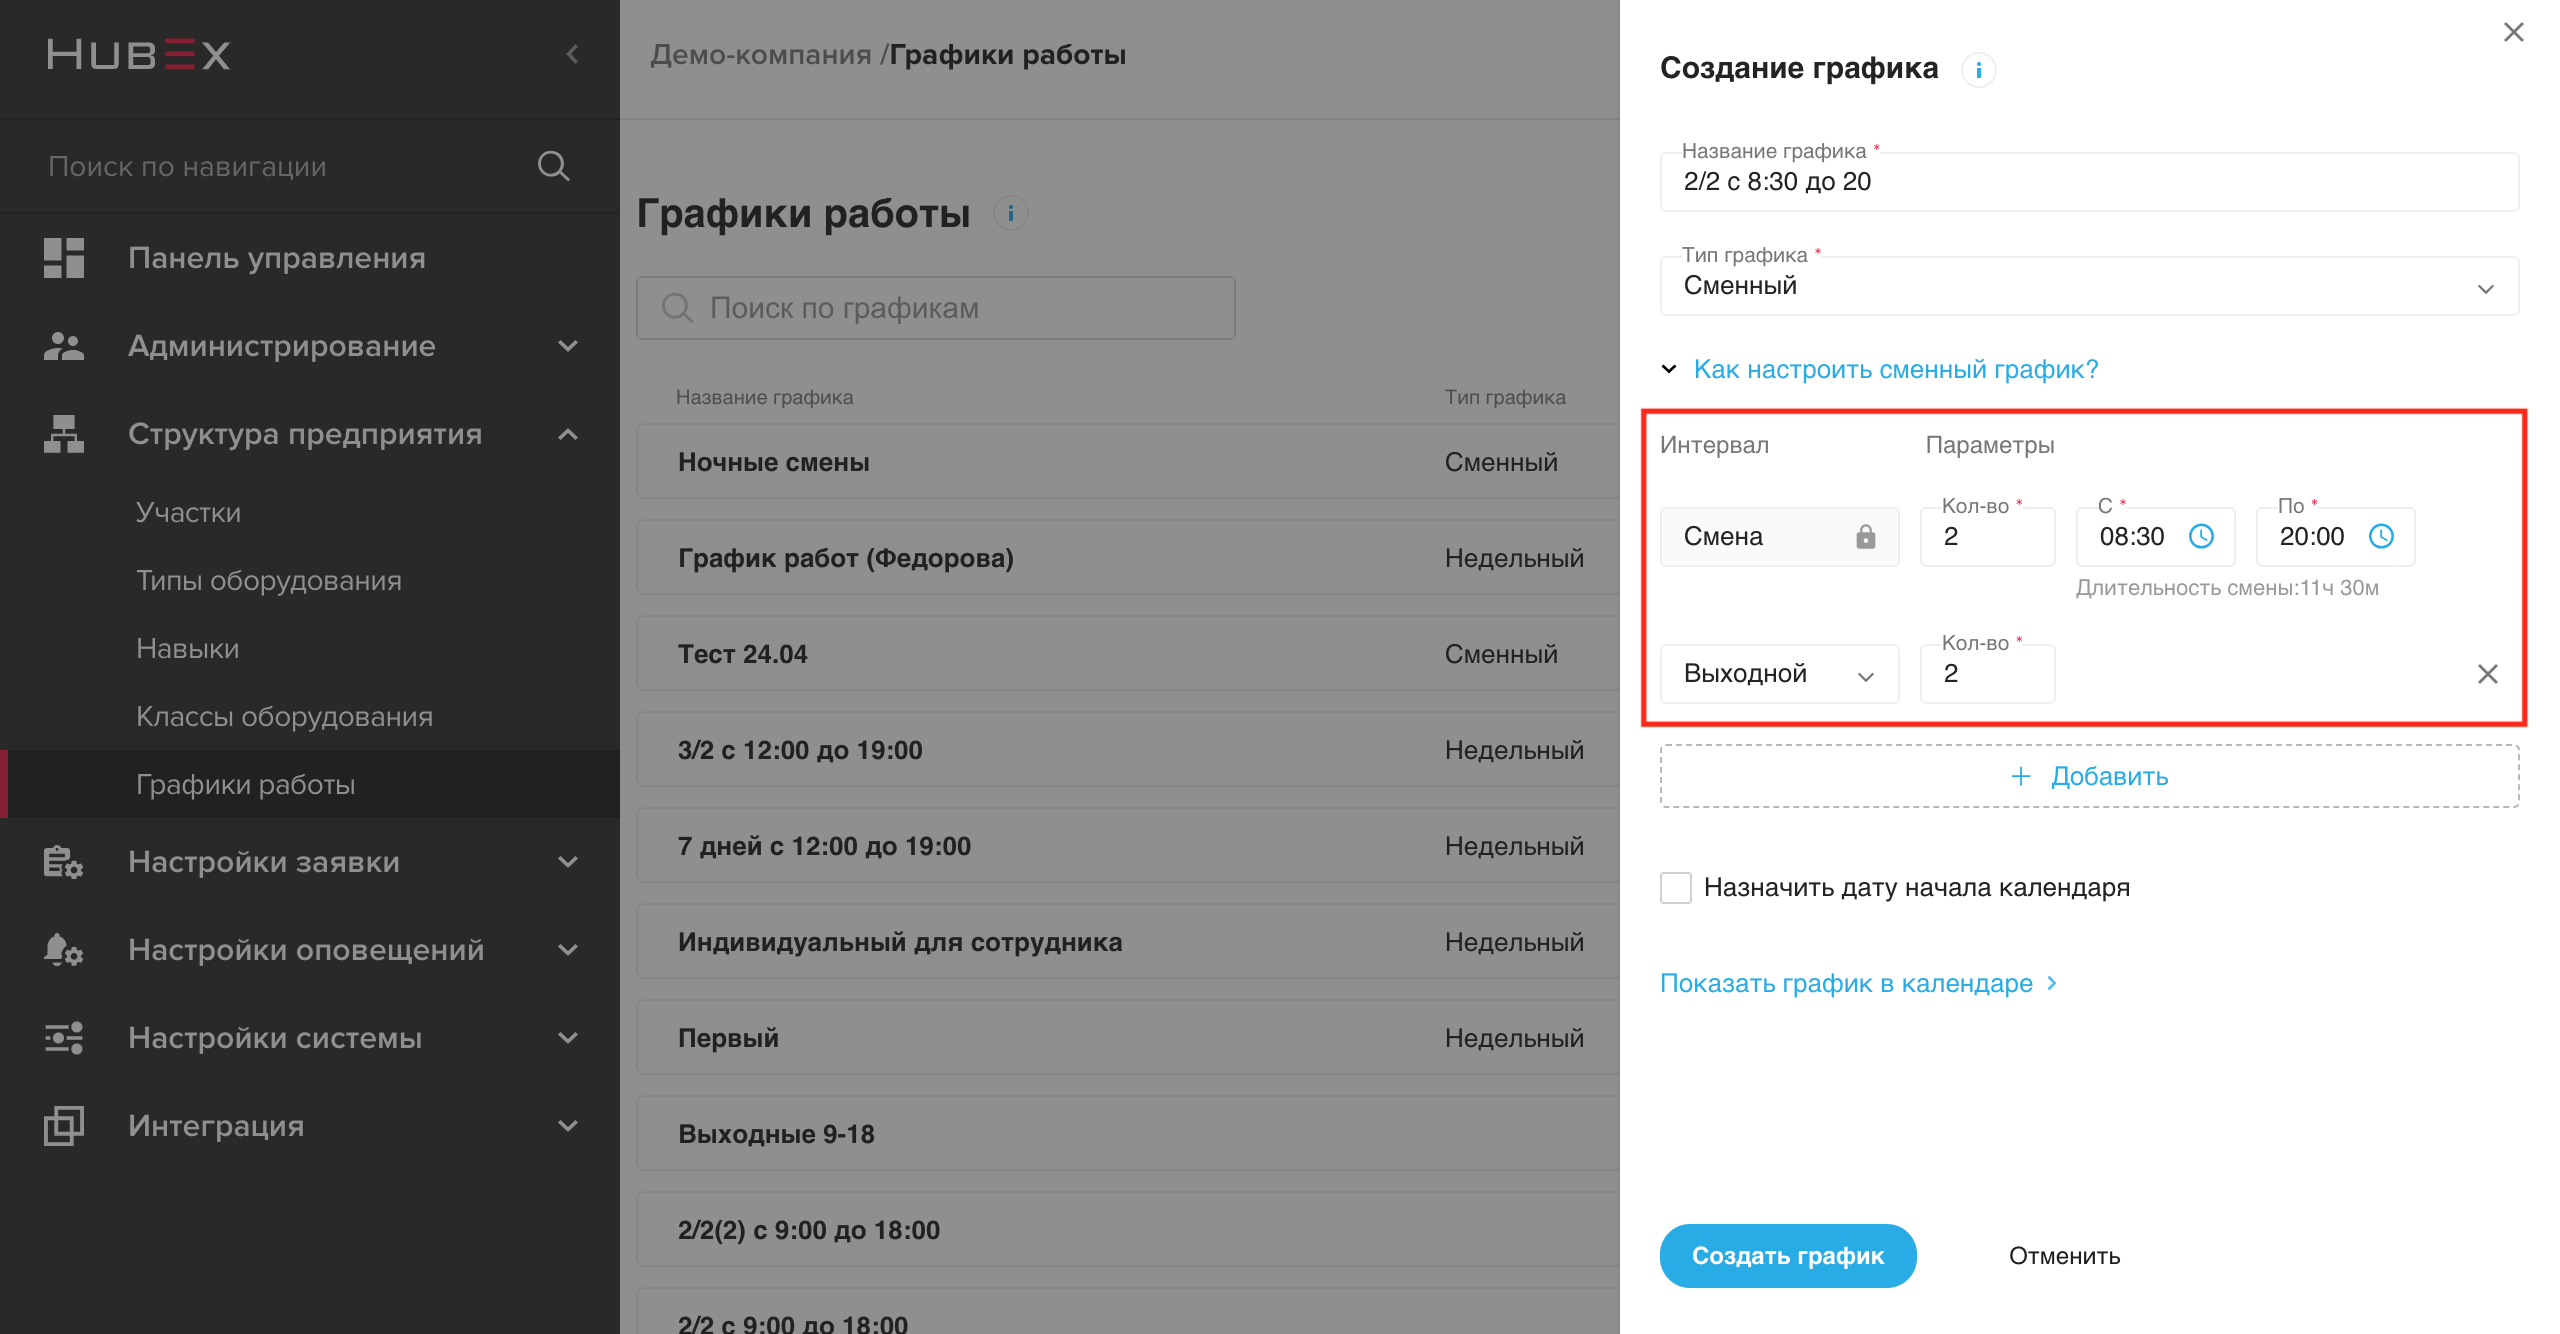 HUBEX
Поиск по навигации
Панель управления
Администрирование
Структура предприятия
Участки
Типы оборудования
Навыки
Классы оборудования
Графики работы
Настройки заявки
Настройки оповещений
Настройки системы
Интеграция
Демо-компания /Графики работы
Графики работы i
Поиск по графикам
Название графика Тип графика
Ночные смены Сменный
График работ (Федорова) Недельный
Тест 24.04 Сменный
3/2 с 12:00 до 19:00 Недельный
7 дней с 12:00 до 19:00 Недельный
Индивидуальный для сотрудника Недельный
Первый Недельный
Выходные 9-18
2/2(2) с 9:00 до 18:00
2/2 с 9:00 до 18:00
Создание графика i
Название графика *
2/2 с 8:30 до 20
Тип графика *
Сменный
Как настроить сменный график?
Интервал Параметры
Кол-во * С * По *
Смена 2 08:30 20:00
Длительность смены:11ч 30м
Кол-во *
Выходной 2
+ Добавить
Назначить дату начала календаря
Показать график в календаре
Создать график Отменить